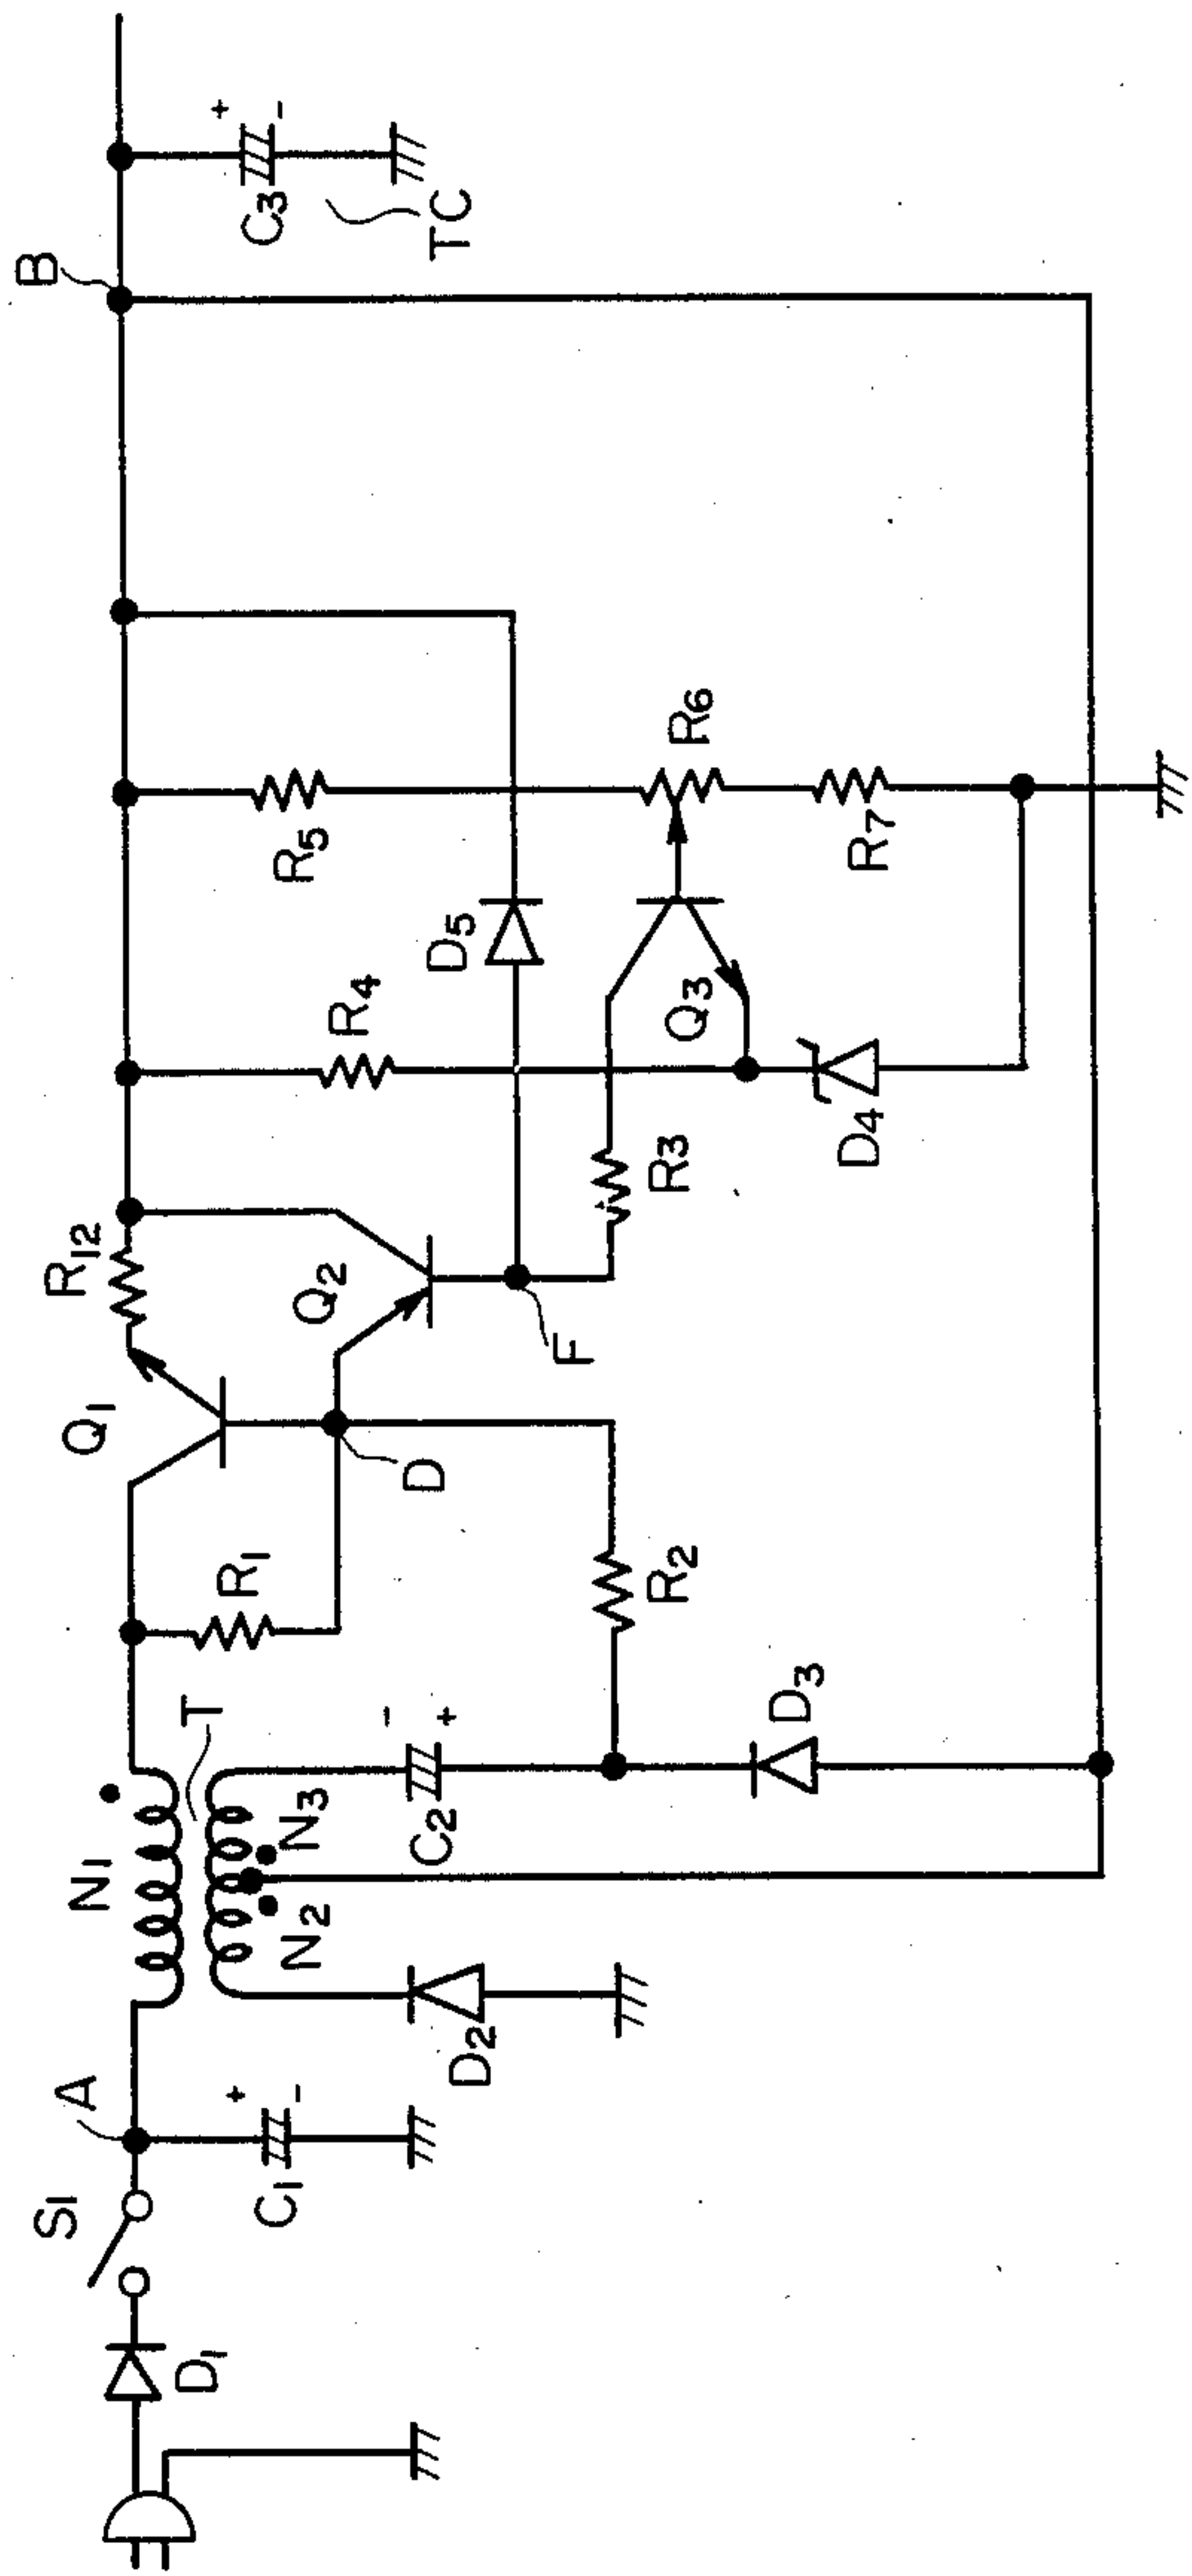 S1
A
N1
T
Q1
R12
B
D1
C1
+
-
N2
N3
R1
D
Q2
R4
R5
C3
+
-
TC
D2
C2
-
+
R2
F
D5
R3
Q3
R6
D3
D4
R7